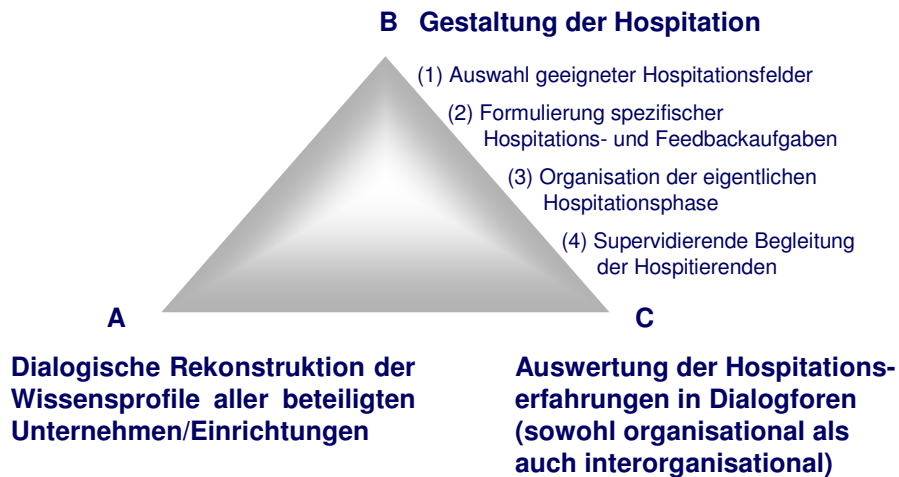 B Gestaltung der Hospitation
(1) Auswahl geeigneter Hospitationsfelder
(2) Formulierung spezifischer
Hospitations- und Feedbackaufgaben
(3) Organisation der eigentlichen
Hospitationsphase
(4) Supervidierende Begleitung
der Hospitierenden
A
Dialogische Rekonstruktion der
Wissensprofile aller beteiligten
Unternehmen/Einrichtungen
C
Auswertung der Hospitations-
erfahrungen in Dialogforen
(sowohl organisational als
auch interorganisational)